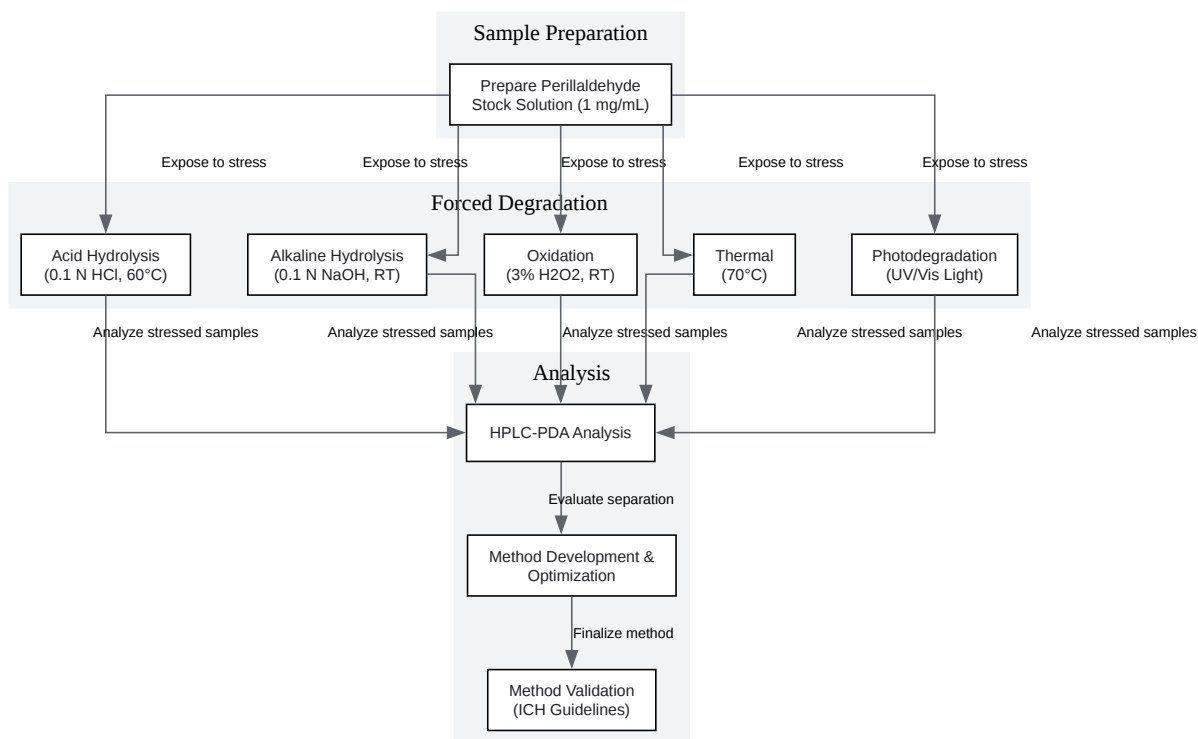 Sample Preparation
Prepare Perillaldehyde
Stock Solution (1 mg/mL)
Expose to stress
Expose to stress
Expose to stress
Expose to stress
Expose to stress
Forced Degradation
Acid Hydrolysis
(0.1 N HCl, 60°C)
Alkaline Hydrolysis
(0.1 N NaOH, RT)
Oxidation
(3% H2O2, RT)
Thermal
(70°C)
Photodegradation
(UV/Vis Light)
Analyze stressed samples
Analyze stressed samples
Analyze stressed samples
Analyze stressed samples
Analyze stressed samples
Analysis
HPLC-PDA Analysis
Evaluate separation
Method Development &
Optimization
Finalize method
Method Validation
(ICH Guidelines)